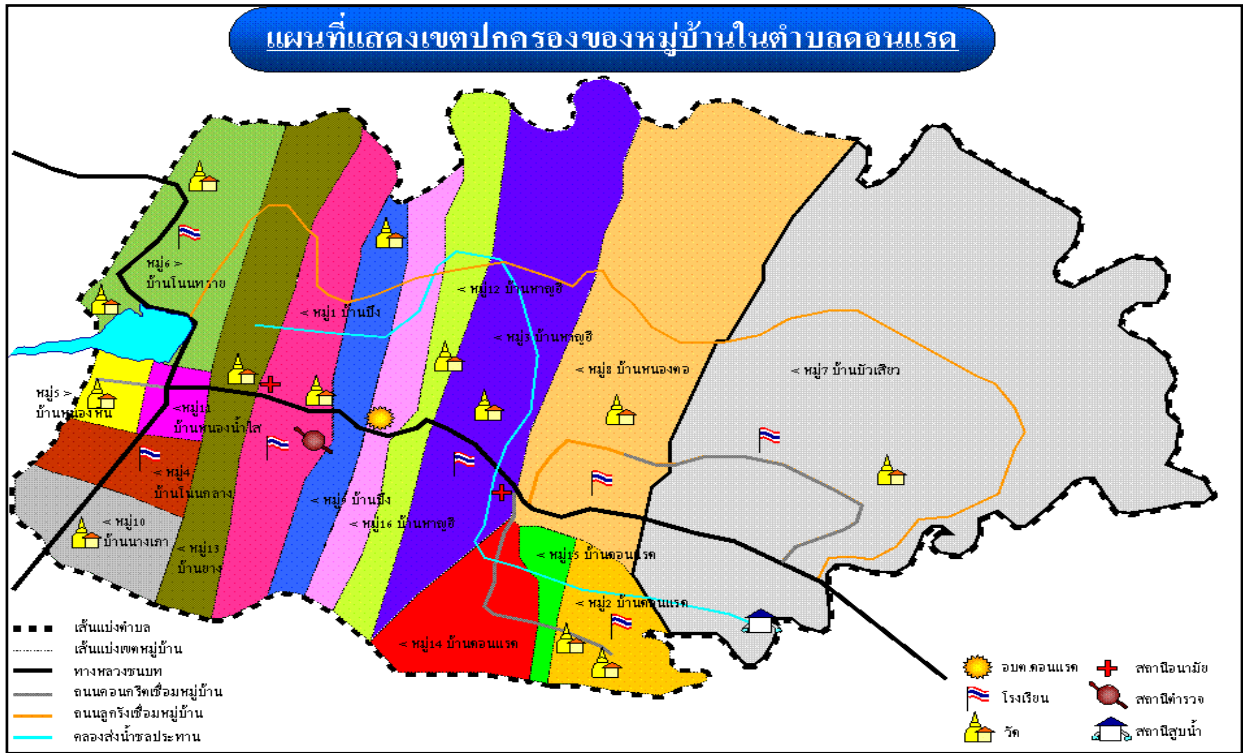 แผนที่แสดงเขตปกครองของหมู่บ้านในตำบลดอนแรด
หมู่6 >
บ้านโนนทราย
< หมู่1 บ้านบึง
< หมู่12 บ้านหาญฮี
< หมู่3 บ้านหาญฮี
< หมู่8 บ้านหนองตอ
< หมู่7 บ้านบัวเสียว
หมู่5 >
บ้านหนองหิน
< หมู่11
บ้านหนองน้ำใส
< หมู่4
บ้านโนนกลาง
< หมู่10
บ้านนางเภา
< หมู่13
บ้านยาง
< หมู่9 บ้านบึง
< หมู่16 บ้านหาญฮี
< หมู่15 บ้านดอนแรด
< หมู่2 บ้านดอนแรด
< หมู่14 บ้านดอนแรด
เส้นแบ่งตำบล
เส้นแบ่งเขตหมู่บ้าน
ทางหลวงชนบท
ถนนคอนกรีตเชื่อมหมู่บ้าน
ถนนลูกรังเชื่อมหมู่บ้าน
คลองส่งน้ำชลประทาน
อบต.ดอนแรด
สถานีอนามัย
โรงเรียน
สถานีตำรวจ
วัด
สถานีสูบน้ำ